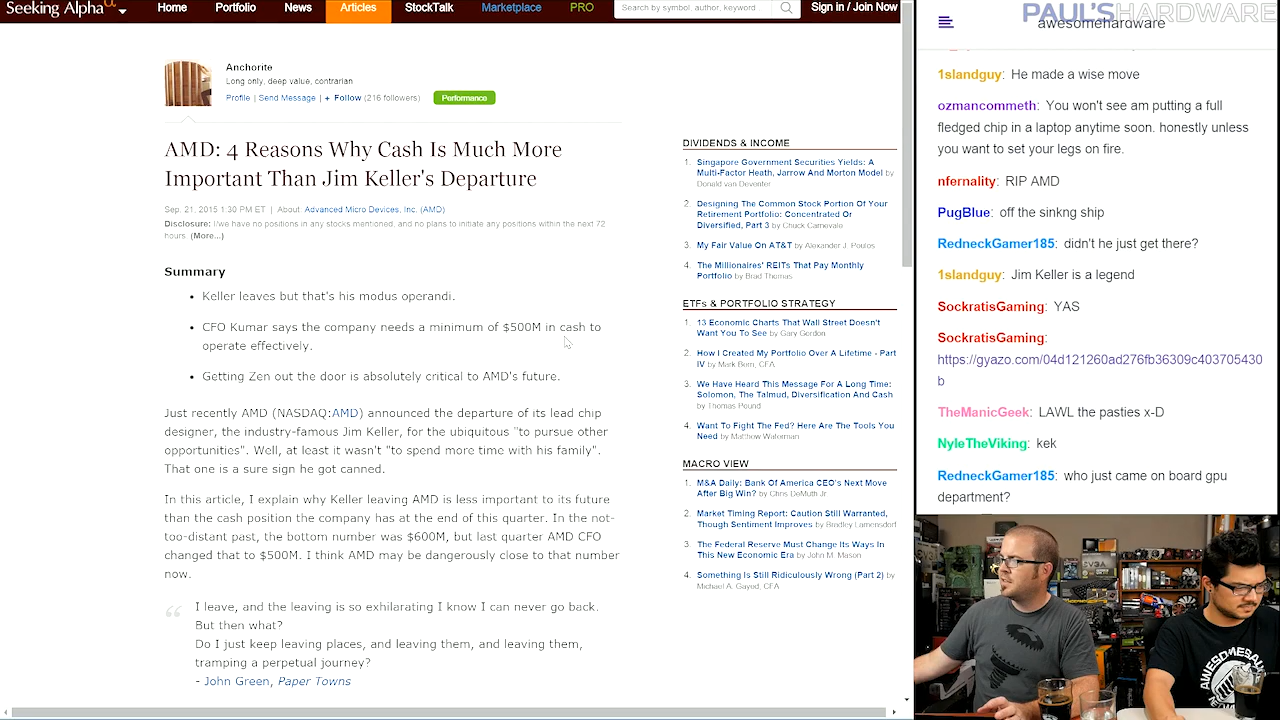 Seeking Alphaα
Home
Portfolio
News
Articles
StockTalk
Marketplace
PRO
Search by symbol, author, keyword
Sign in / Join Now
Anchorite
Long only, deep value, contrarian
Profile | Send Message | + Follow (216 followers)
Performance
AMD: 4 Reasons Why Cash Is Much More
Important Than Jim Keller's Departure
Sep. 21, 2015 1:30 PM ET | About: Advanced Micro Devices, Inc. (AMD)
Disclosure: I/we have no positions in any stocks mentioned, and no plans to initiate any positions within the next 72
hours. (More...)
Summary
• Keller leaves but that's his modus operandi.
• CFO Kumar says the company needs a minimum of $500M in cash to
operate effectively.
• Getting Zen out the door is absolutely critical to AMD's future.
Just recently AMD (NASDAQ:AMD) announced the departure of its lead chip
designer, the industry-famous Jim Keller, for the ubiquitous "to pursue other
opportunities". Well, at least it wasn't "to spend more time with his family".
That one is a sure sign he got canned.
In this article, I explain why Keller leaving AMD is less important to its future
than the cash position the company has at the end of this quarter. In the not-
too-distant past, the bottom number was $600M, but last quarter AMD CFO
changed that to $500M. I think AMD may be dangerously close to that number
now.
“
I leave, and the leaving is so exhilarating I know I can never go back.
But then what?
Do I just keep leaving places, and leaving them, and leaving them,
tramping a perpetual journey?
- John Green, Paper Towns
DIVIDENDS & INCOME
1. Singapore Government Securities Yields: A
Multi-Factor Heath, Jarrow And Morton Model by
Donald van Deventer
2. Designing The Common Stock Portion Of Your
Retirement Portfolio: Concentrated Or
Diversified, Part 3 by Chuck Carnevale
3. My Fair Value On AT&T by Alexander J. Poulos
4. The Millionaires' REITs That Pay Monthly
Portfolio by Brad Thomas
ETFs & PORTFOLIO STRATEGY
1. 13 Economic Charts That Wall Street Doesn't
Want You To See by Gary Gordon
2. How I Created My Portfolio Over A Lifetime - Part
IV by Mark Bern, CFA
3. We Have Heard This Message For A Long Time:
Solomon, The Talmud, Diversification And Cash
by Thomas Pound
4. Want To Fight The Fed? Here Are The Tools You
Need by Matthew Waterman
MACRO VIEW
1. M&A Daily: Bank Of America CEO's Next Move
After Big Win? by Chris DeMuth Jr.
2. Market Timing Report: Caution Still Warranted,
Though Sentiment Improves by Bradley Lamensdorf
3. The Federal Reserve Must Change Its Ways In
This New Economic Era by John M. Mason
4. Something Is Still Ridiculously Wrong (Part 2) by
Michael A. Gayed, CFA
PAUL'SHARDWARE
awesomehardware
1slandguy: He made a wise move
ozmancommeth: You won't see am putting a full
fledged chip in a laptop anytime soon. honestly unless
you want to set your legs on fire.
nfernality: RIP AMD
PugBlue: off the sinkng ship
RedneckGamer185: didn't he just get there?
1slandguy: Jim Keller is a legend
SockratisGaming: YAS
SockratisGaming:
https://gyazo.com/04d121260ad276fb36309c403705430
b
TheManicGeek: LAWL the pasties x-D
NyleTheViking: kek
RedneckGamer185: who just came on board gpu
department?
EVGA
AWESOMESAUCE